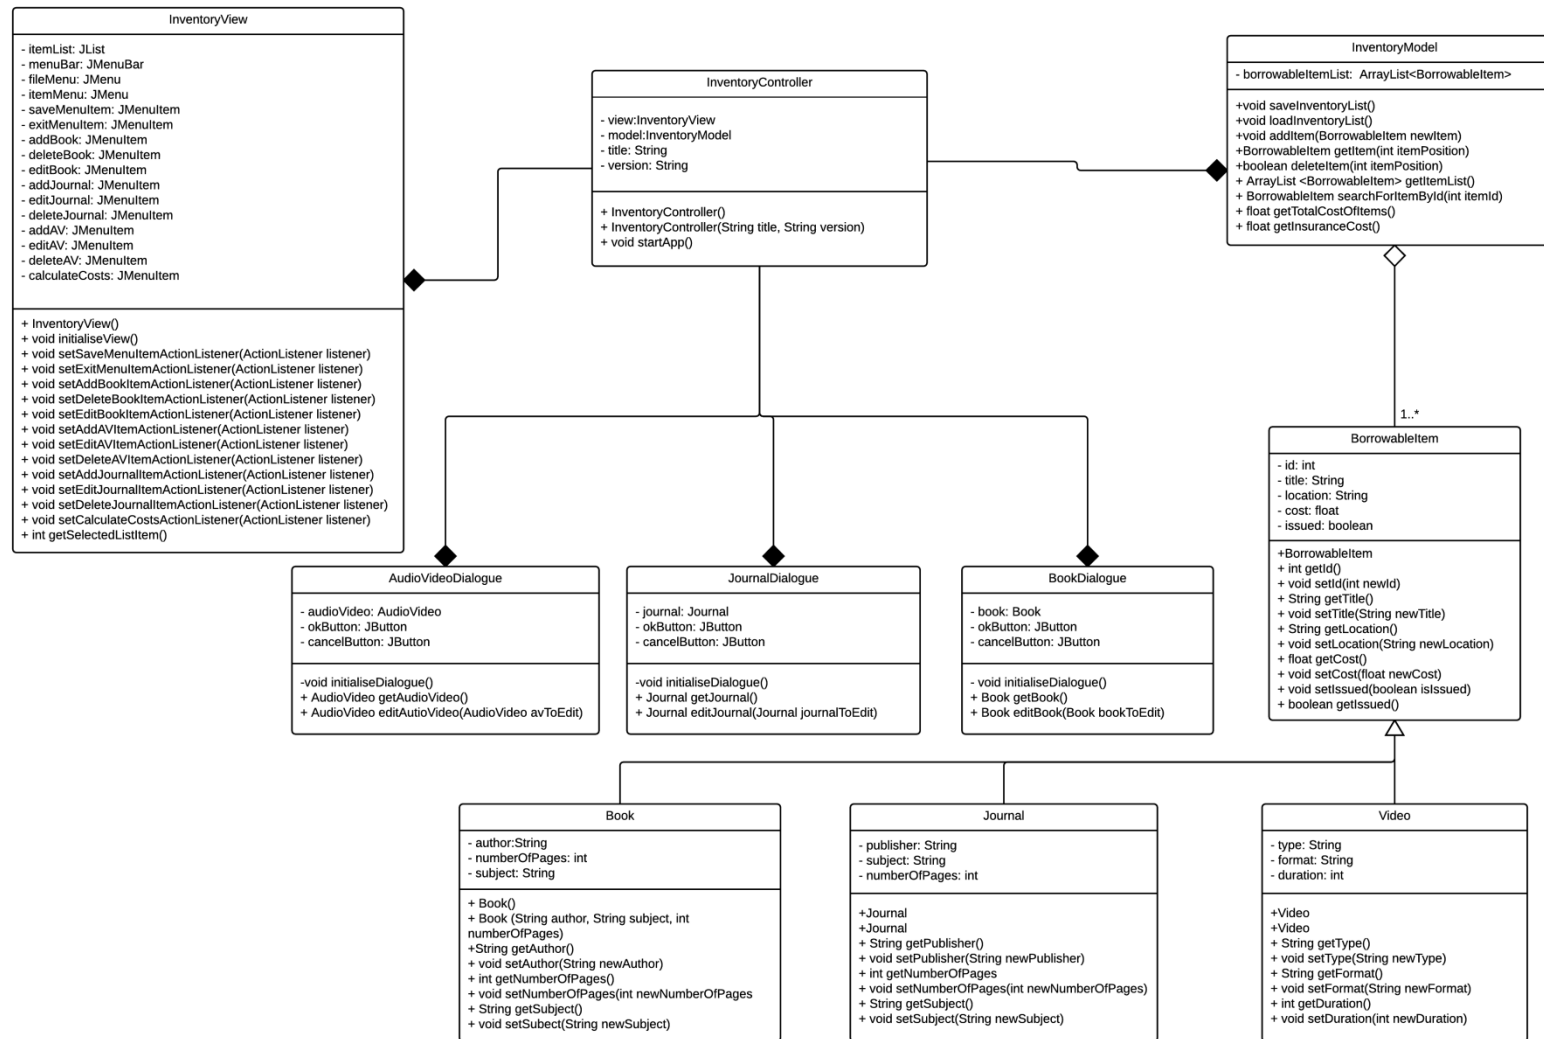 InventoryView
- itemList: JList
- menuBar: JMenuBar
- fileMenu: JMenu
- itemMenu: JMenu
- saveMenuItem: JMenuItem
- exitMenuItem: JMenuItem
- addBook: JMenuItem
- deleteBook: JMenuItem
- editBook: JMenuItem
- addJournal: JMenuItem
- editJournal: JMenuItem
- deleteJournal: JMenuItem
- addAV: JMenuItem
- editAV: JMenuItem
- deleteAV: JMenuItem
- calculateCosts: JMenuItem
+ InventoryView()
+ void initialiseView()
+ void setSaveMenuItemActionListener(ActionListener listener)
+ void setExitMenuItemActionListener(ActionListener listener)
+ void setAddBookItemActionListener(ActionListener listener)
+ void setDeleteBookItemActionListener(ActionListener listener)
+ void setEditBookItemActionListener(ActionListener listener)
+ void setAddAVItemActionListener(ActionListener listener)
+ void setEditAVItemActionListener(ActionListener listener)
+ void setDeleteAVItemActionListener(ActionListener listener)
+ void setAddJournalItemActionListener(ActionListener listener)
+ void setEditJournalItemActionListener(ActionListener listener)
+ void setDeleteJournalItemActionListener(ActionListener listener)
+ void setCalculateCostsActionListener(ActionListener listener)
+ int getSelectedListItem()
InventoryController
- view:InventoryView
- model:InventoryModel
- title: String
- version: String
+ InventoryController()
+ InventoryController(String title, String version)
+ void startApp()
InventoryModel
- borrowableItemList: ArrayList<BorrowableItem>
+void saveInventoryList()
+void loadInventoryList()
+void addItem(BorrowableItem newItem)
+BorrowableItem getItem(int itemPosition)
+boolean deleteItem(int itemPosition)
+ ArrayList <BorrowableItem> getItemList()
+ BorrowableItem searchForItemById(int itemId)
+ float getTotalCostOfItems()
+ float getInsuranceCost()
1..*
BorrowableItem
- id: int
- title: String
- location: String
- cost: float
- issued: boolean
+BorrowableItem
+ int getId()
+ void setId(int newId)
+ String getTitle()
+ void setTitle(String newTitle)
+ String getLocation()
+ void setLocation(String newLocation)
+ float getCost()
+ void setCost(float newCost)
+ void setIssued(boolean isIssued)
+ boolean getIssued()
AudioVideoDialogue
- audioVideo: AudioVideo
- okButton: JButton
- cancelButton: JButton
-void initialiseDialogue()
+ AudioVideo getAudioVideo()
+ AudioVideo editAutioVideo(AudioVideo avToEdit)
JournalDialogue
- journal: Journal
- okButton: JButton
- cancelButton: JButton
-void initialiseDialogue()
+ Journal getJournal()
+ Journal editJournal(Journal journalToEdit)
BookDialogue
- book: Book
- okButton: JButton
- cancelButton: JButton
- void initialiseDialogue()
+ Book getBook()
+ Book editBook(Book bookToEdit)
Book
- author:String
- numberOfPages: int
- subject: String
+ Book()
+ Book (String author, String subject, int
numberOfPages)
+String getAuthor()
+ void setAuthor(String newAuthor)
+ int getNumberOfPages()
+ void setNumberOfPages(int newNumberOfPages
+ String getSubject()
+ void setSubect(String newSubject)
Journal
- publisher: String
- subject: String
- numberOfPages: int
+Journal
+Journal
+ String getPublisher()
+ void setPublisher(String newPublisher)
+ int getNumberOfPages
+ void setNumberOfPages(int newNumberOfPages)
+ String getSubject()
+ void setSubject(String newSubject)
Video
- type: String
- format: String
- duration: int
+Video
+Video
+ String getType()
+ void setType(String newType)
+ String getFormat()
+ void setFormat(String newFormat)
+ int getDuration()
+ void setDuration(int newDuration)